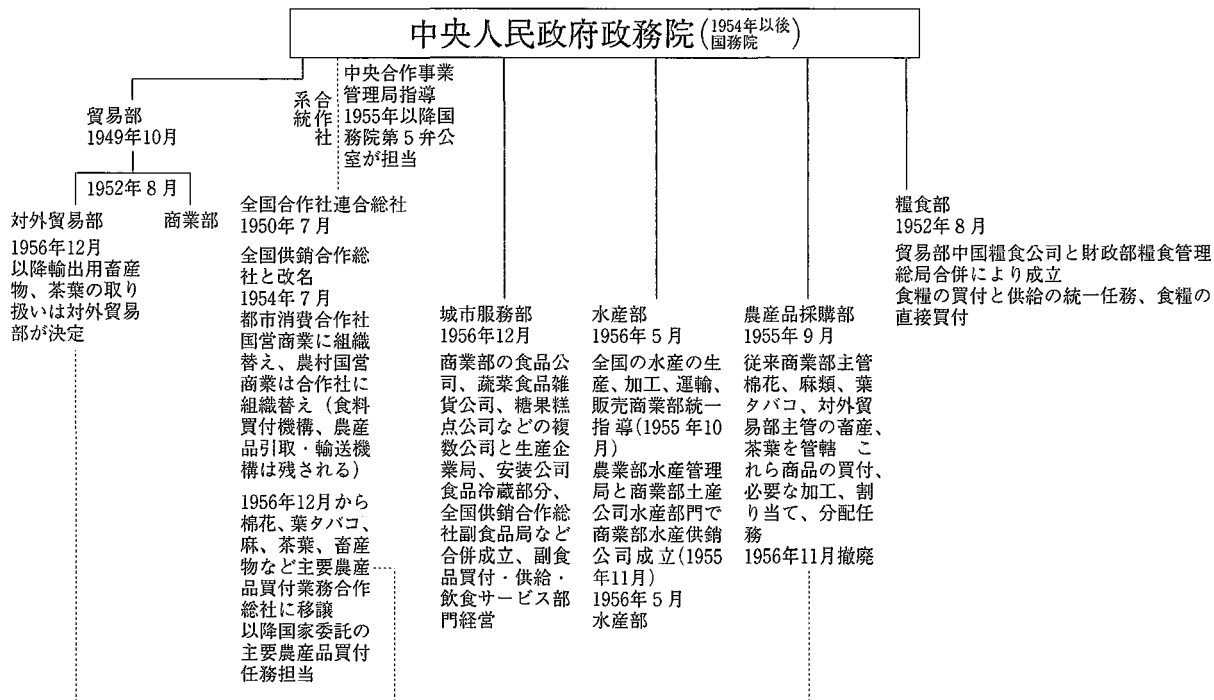 中央人民政府政務院(1954年以後国務院)
貿易部
1949年10月
1952年8月
対外貿易部
1956年12月
以降輸出用畜産
物、茶葉の取り
扱いは対外貿易
部が決定
商業部
合作社
系統
中央合作事業
管理局指導
1955年以降国
務院第5弁公
室が担当
全国合作社連合総社
1950年7月
全国供銷合作総
社と改名
1954年7月
都市消費合作社
国営商業に組織
替え、農村国営
商業は合作社に
組織替え(食料
買付機構、農産
品引取・輸送機
構は残される)
1956年12月から
棉花、葉タバコ、
麻、茶葉、畜産
物など主要農産
品買付業務合作
総社に移譲
以降国家委託の
主要農産品買付
任務担当
城市服務部
1956年12月
商業部の食品公
司、蔬菜食品雑
貨公司、糖果糕
点公司などの複
数公司と生産企
業局、安装公司
食品冷蔵部分、
全国供銷合作総
社副食品局など
合併成立、副食
品買付・供給・
飲食サービス部
門経営
水産部
1956年5月
全国の水産の生
産、加工、運輸、
販売商業部統一
指導(1955年10
月)
農業部水産管理
局と商業部土産
公司水産部門で
商業部水産供銷
公司成立(1955
年11月)
1956年5月
水産部
農産品採購部
1955年9月
従来商業部主管
棉花、麻類、葉
タバコ、対外貿
易部主管の畜産、
茶葉を管轄 こ
れら商品の買付、
必要な加工、割
り当て、分配任
務
1956年11月撤廃
糧食部
1952年8月
貿易部中国糧食公司と財政部糧食管理
総局合併により成立
食糧の買付と供給の統一任務、食糧の
直接買付